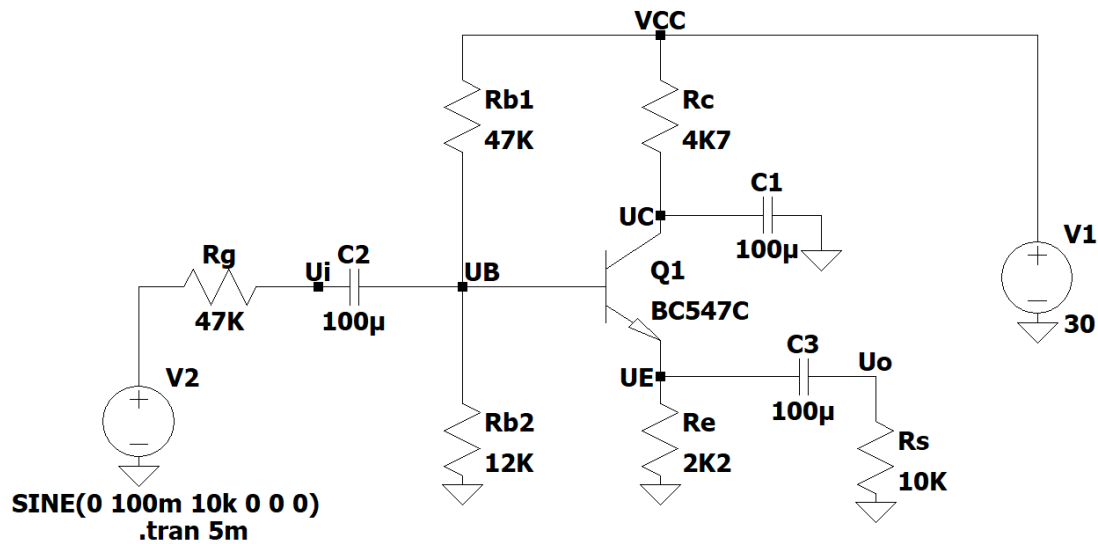 VCC
Rb1
47K
Rc
4K7
C1
100µ
UC
V1
30
Rg
47K
Ui
C2
100µ
UB
Q1
BC547C
V2
C3
100µ
Uo
UE
Rb2
12K
Re
2K2
Rs
10K
SINE(0 100m 10k 0 0 0)
.tran 5m